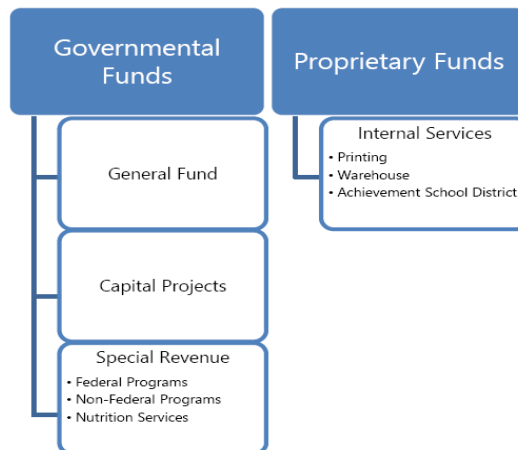 Governmental
Funds
General Fund
Capital Projects
Special Revenue
• Federal Programs
• Non-Federal Programs
• Nutrition Services
Proprietary Funds
Internal Services
• Printing
• Warehouse
• Achievement School District